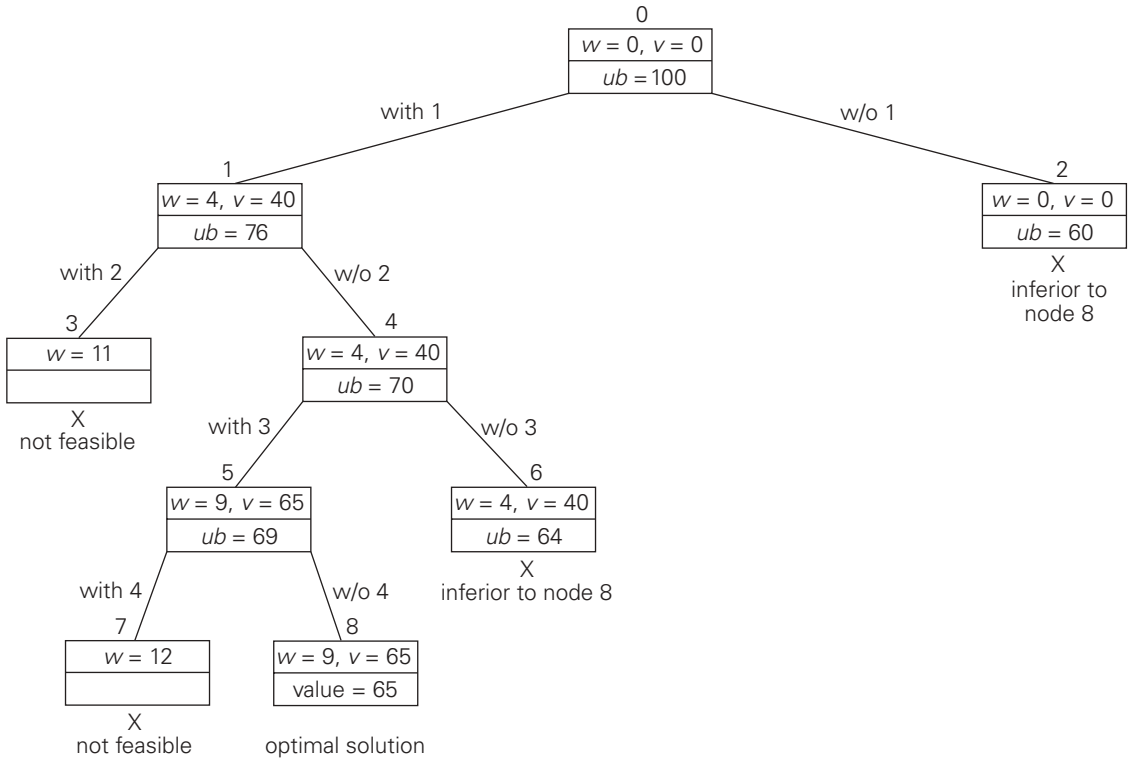 0
w = 0, v = 0
ub = 100
with 1
w/o 1
1
w = 4, v = 40
ub = 76
2
w = 0, v = 0
ub = 60
X
inferior to
node 8
with 2
w/o 2
3
w = 11
X
not feasible
4
w = 4, v = 40
ub = 70
with 3
w/o 3
5
w = 9, v = 65
ub = 69
6
w = 4, v = 40
ub = 64
X
inferior to node 8
with 4
w/o 4
7
w = 12
X
not feasible
8
w = 9, v = 65
value = 65
optimal solution